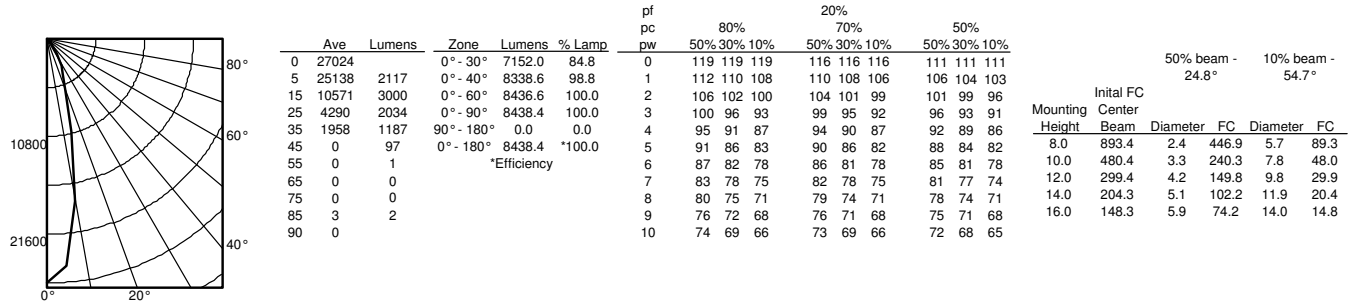 10800
21600
80°
60°
40°
0° 20°
Ave Lumens
0 27024
5 25138 2117
15 10571 3000
25 4290 2034
35 1958 1187
45 0 97
55 0 1
65 0 0
75 0 0
85 3 2
90 0
Zone Lumens % Lamp
0°- 30° 7152.0 84.8
0°- 40° 8338.6 98.8
0°- 60° 8436.6 100.0
0°- 90° 8438.4 100.0
90°- 180° 0.0 0.0
0°- 180° 8438.4 *100.0
*Efficiency
pf 20%
pc 80% 70% 50%
pw 50% 30% 10% 50% 30% 10% 50% 30% 10%
0 119 119 119 116 116 116 111 111 111
1 112 110 108 110 108 106 106 104 103
2 106 102 100 104 101 99 101 99 96
3 100 96 93 99 95 92 96 93 91
4 95 91 87 94 90 87 92 89 86
5 91 86 83 90 86 82 88 84 82
6 87 82 78 86 81 78 85 81 78
7 83 78 75 82 78 75 81 77 74
8 80 75 71 79 74 71 78 74 71
9 76 72 68 76 71 68 75 71 68
10 74 69 66 73 69 66 72 68 65
50% beam - 10% beam -
24.8° 54.7°
Inital FC
Mounting Center
Height Beam Diameter FC Diameter FC
8.0 893.4 2.4 446.9 5.7 89.3
10.0 480.4 3.3 240.3 7.8 48.0
12.0 299.4 4.2 149.8 9.8 29.9
14.0 204.3 5.1 102.2 11.9 20.4
16.0 148.3 5.9 74.2 14.0 14.8